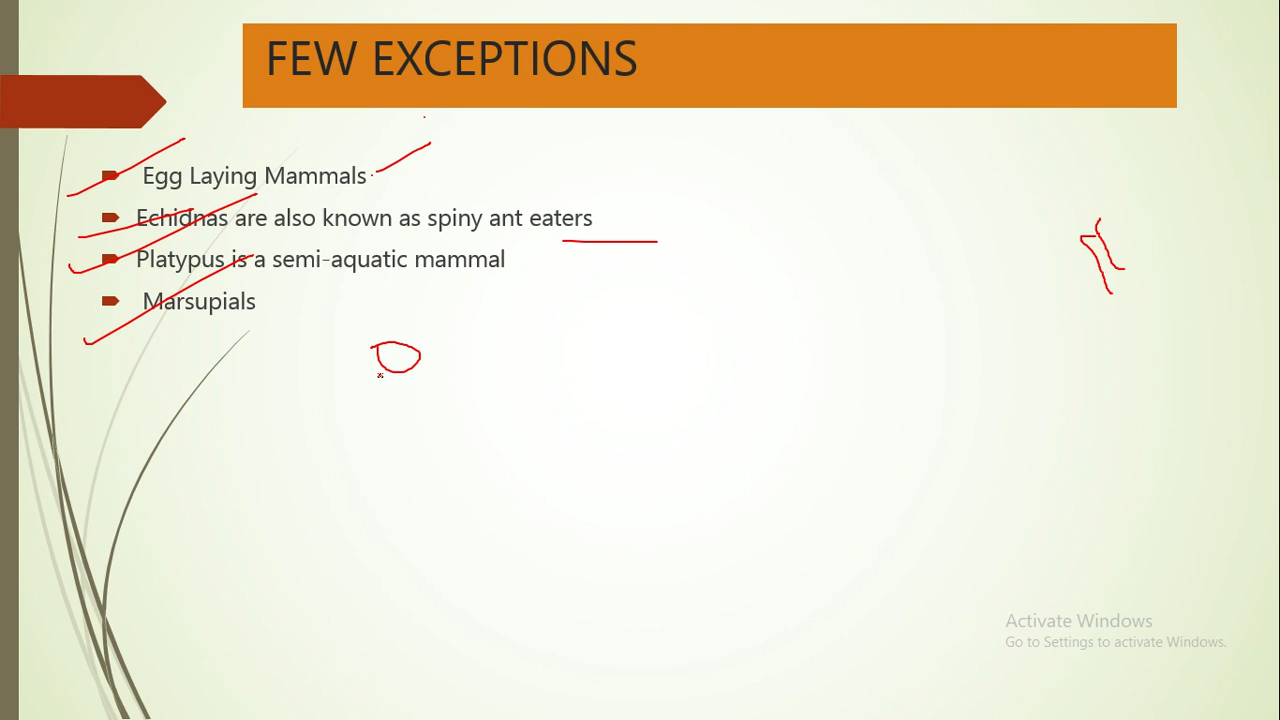 FEW EXCEPTIONS
Egg Laying Mammals
Echidnas are also known as spiny ant eaters
Platypus is a semi-aquatic mammal
Marsupials
Activate Windows
Go to Settings to activate Windows.